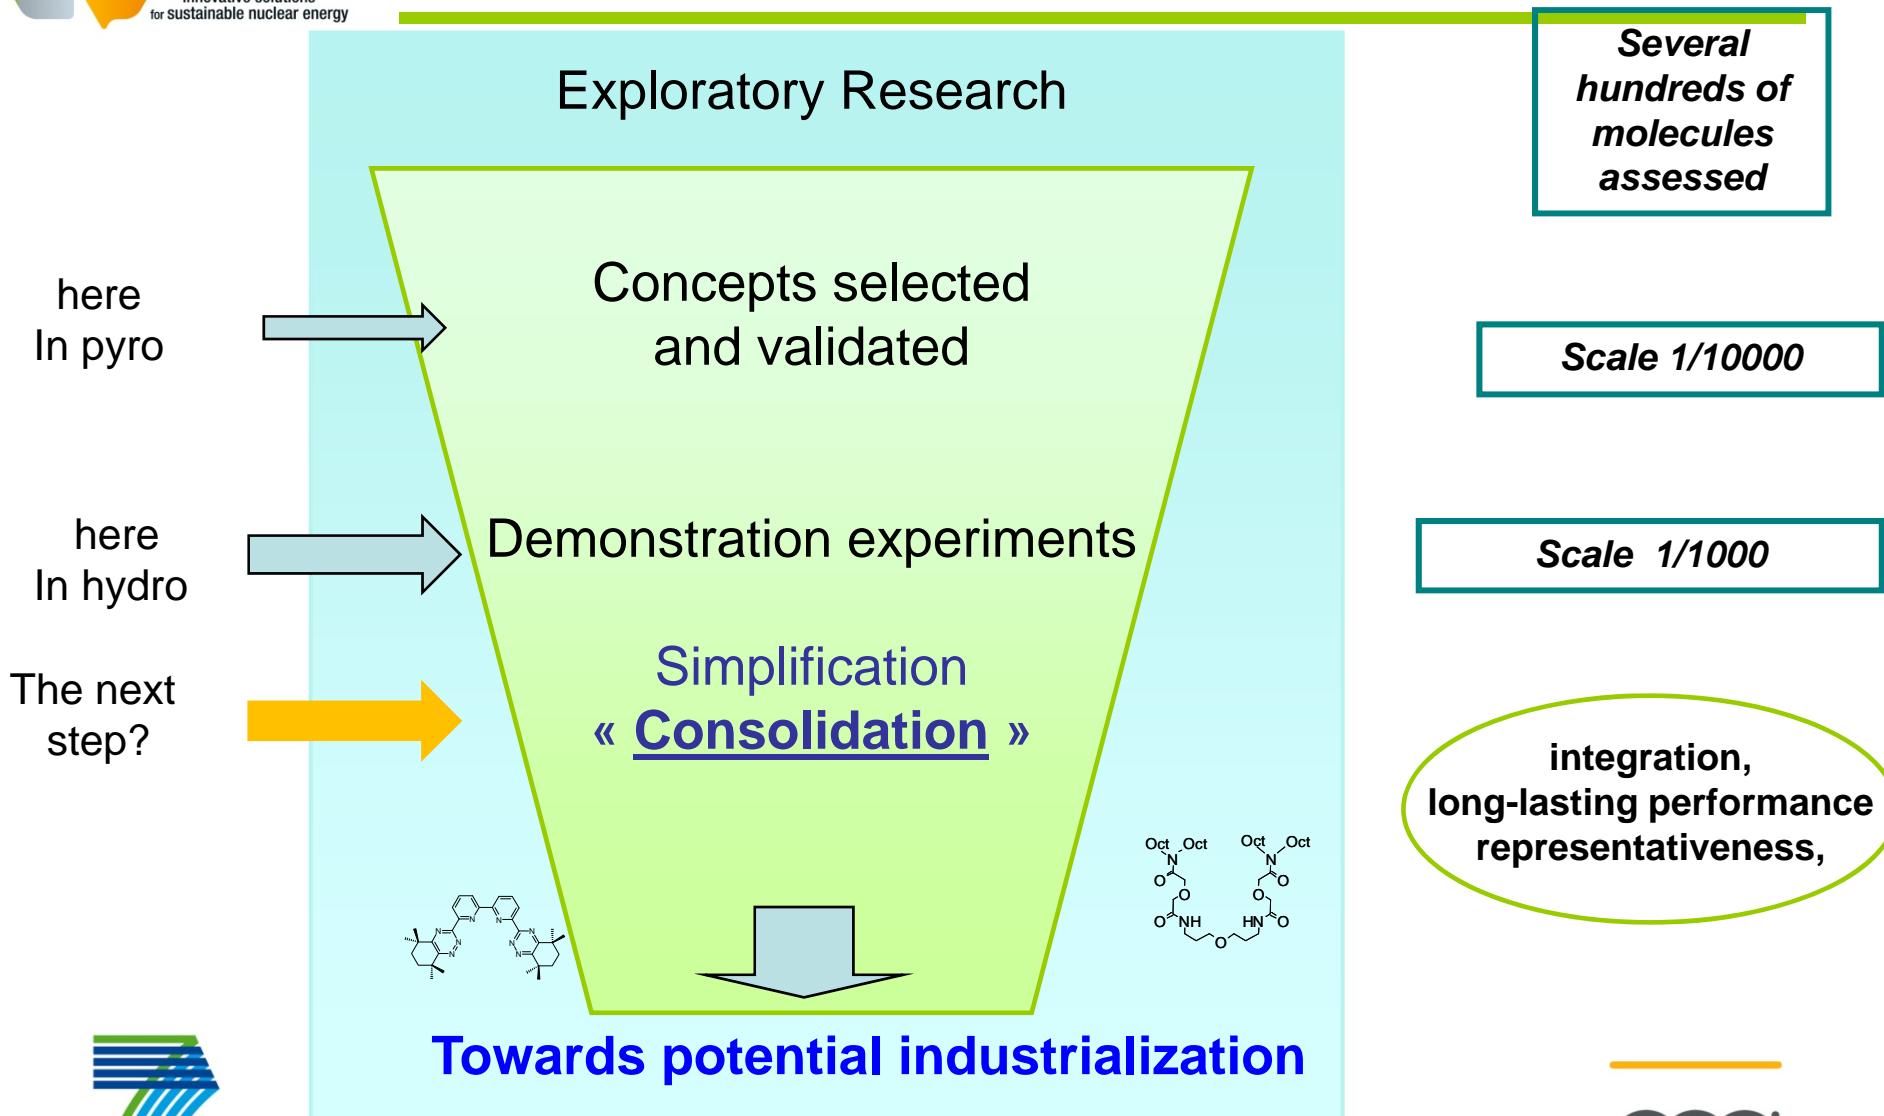 for sustainable nuclear energy
Exploratory Research
Several
hundreds of
molecules
assessed
here
In pyro
Concepts selected
and validated
Scale 1/10000
here
In hydro
Demonstration experiments
Scale 1/1000
The next
step?
Simplification
« Consolidation »
integration,
long-lasting performance
representativeness,
Oct Oct Oct Oct
N N
O O
O O
O NH HN O
O
N N
N N
N N
N N
Towards potential industrialization